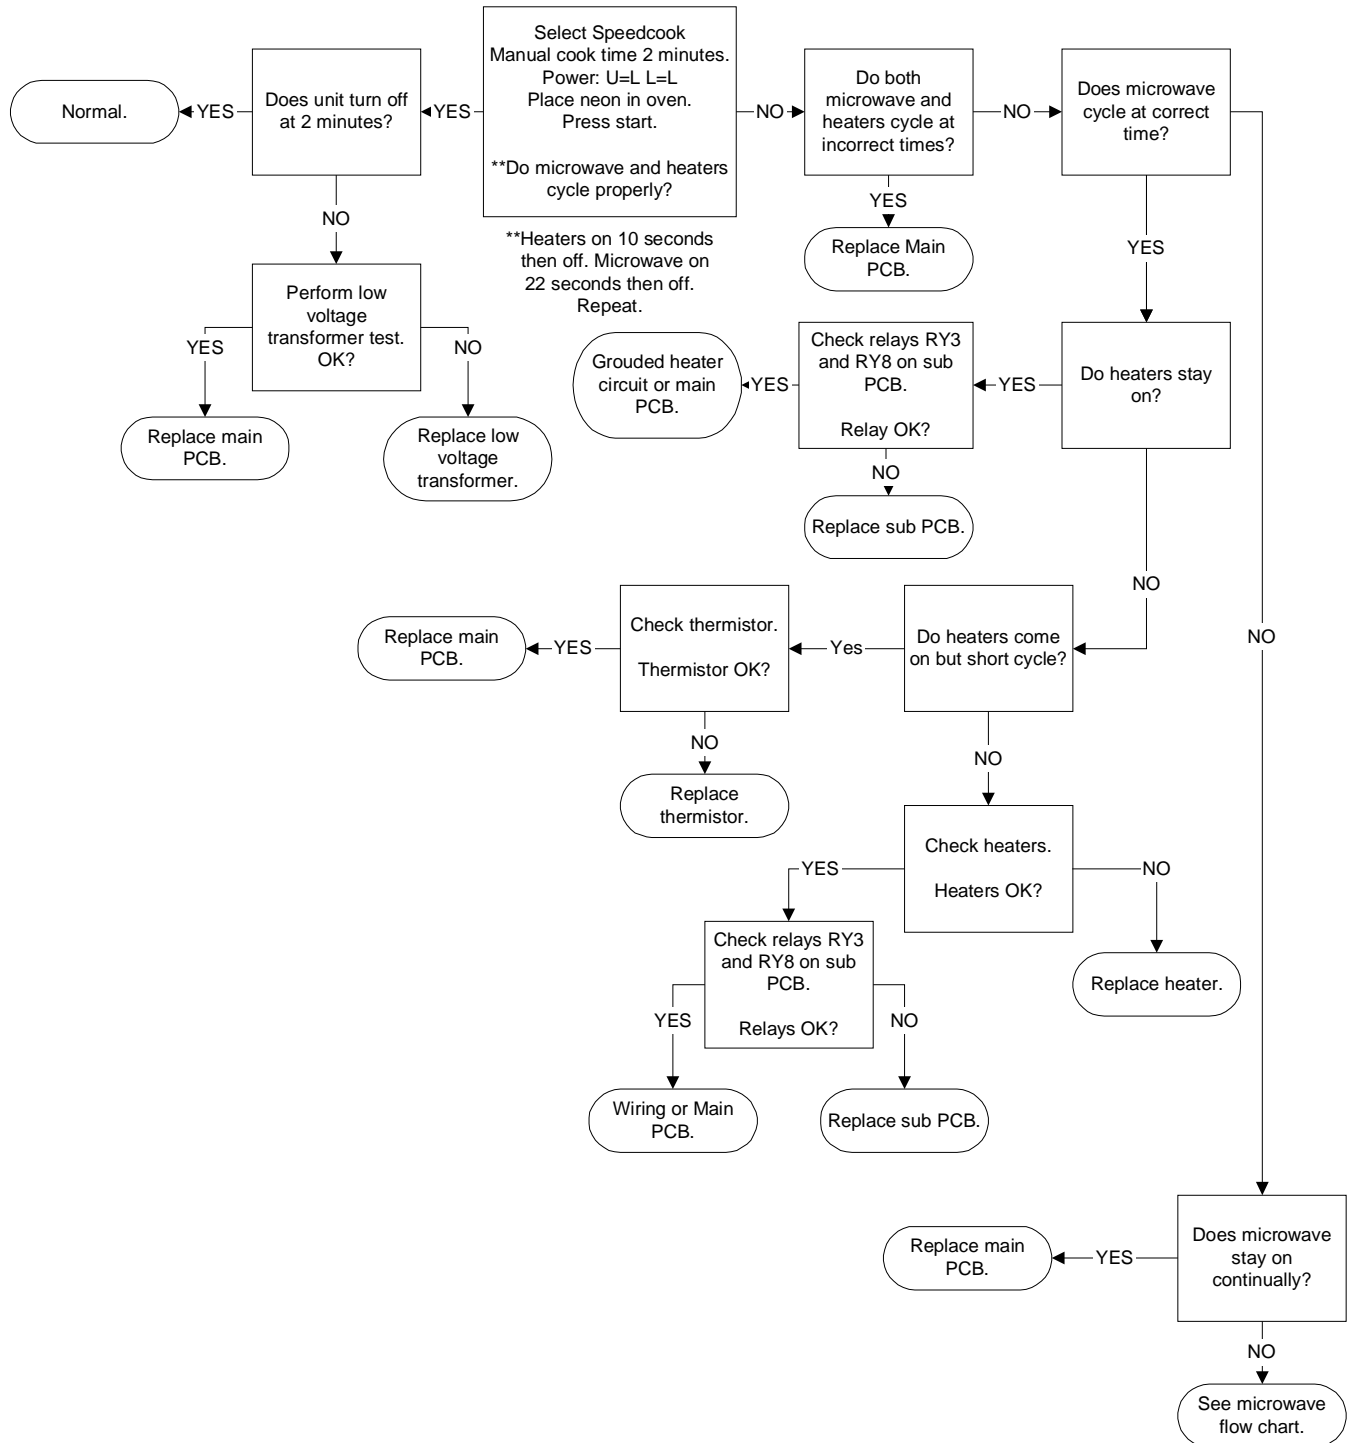 Select Speedcook
Manual cook time 2 minutes.
Power: U=L L=L
Place neon in oven.
Press start.
**Do microwave and heaters
cycle properly?
Normal.
YES
Does unit turn off
at 2 minutes?
YES
NO
Do both
microwave and
heaters cycle at
incorrect times?
NO
Does microwave
cycle at correct
time?
NO
YES
YES
Replace Main
PCB.
**Heaters on 10 seconds
then off. Microwave on
22 seconds then off.
Repeat.
Perform low
voltage
transformer test.
OK?
YES
NO
Replace main
PCB.
Replace low
voltage
transformer.
Grouded heater
circuit or main
PCB.
YES
Check relays RY3
and RY8 on sub
PCB.
Relay OK?
YES
Do heaters stay
on?
NO
Replace sub PCB.
NO
Replace main
PCB.
YES
Check thermistor.
Thermistor OK?
Yes
Do heaters come
on but short cycle?
NO
NO
NO
Replace
thermistor.
Check heaters.
Heaters OK?
YES
NO
Check relays RY3
and RY8 on sub
PCB.
Relays OK?
Replace heater.
YES
NO
Wiring or Main
PCB.
Replace sub PCB.
Replace main
PCB.
YES
Does microwave
stay on
continually?
NO
See microwave
flow chart.